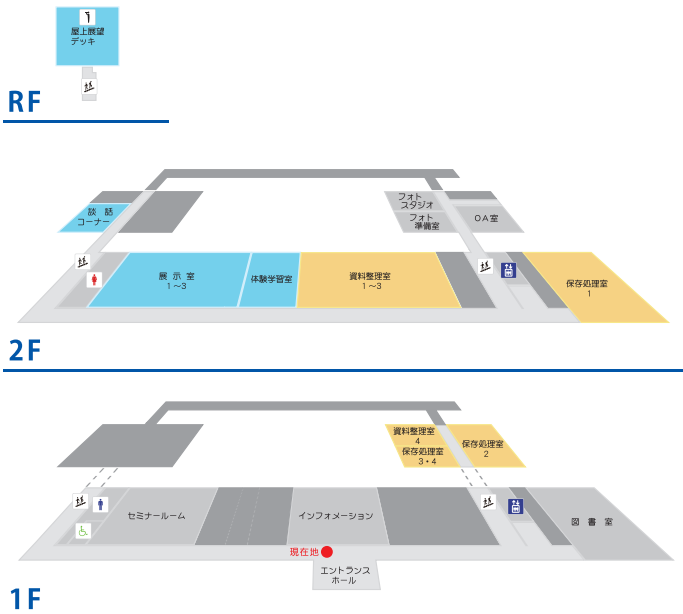 屋上展望
デッキ
RF
談 話
コーナー
フォト
スタジオ
フォト
準備室
OA室
展 示 室
1～3
体験学習室
資料整理室
1～3
保存処理室
1
2F
資料整理室
4
保存処理室
3・4
保存処理室
2
セミナールーム
インフォメーション
図 書 室
現在地
エントランス
ホール
1F